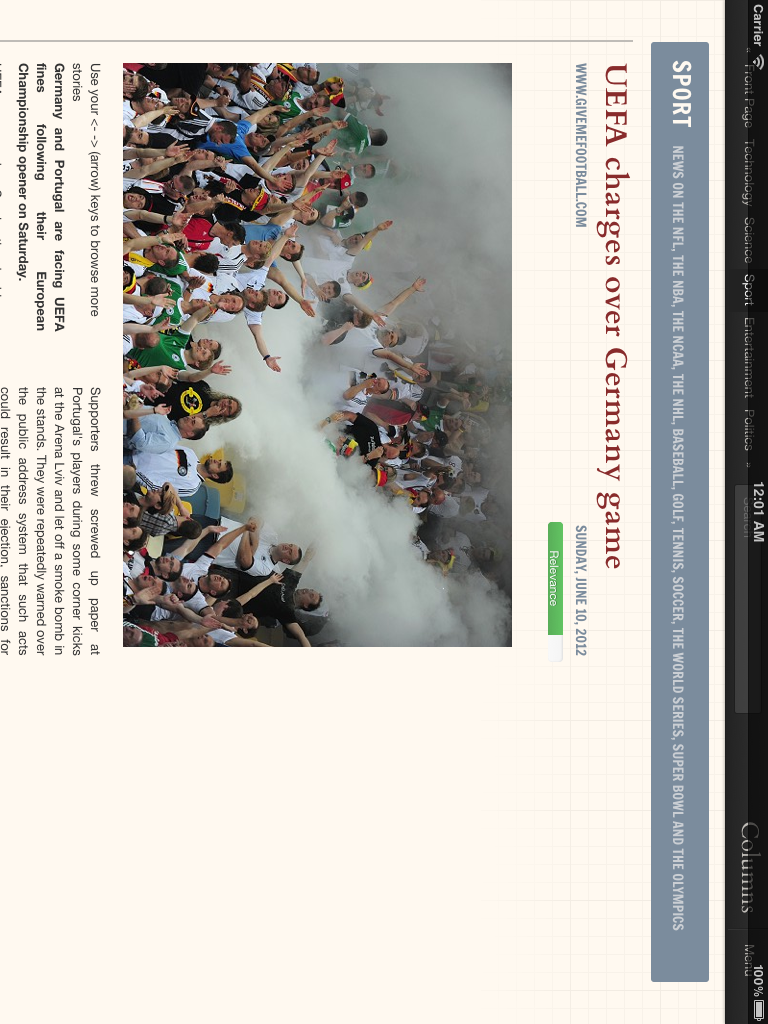 Carrier 12:01 AM 100%
« Front Page Technology Science Sport Entertainment Politics » Search Columns Menu
SPORT NEWS ON THE NFL, THE NBA, THE NCAA, THE NHL, BASEBALL, GOLF, TENNIS, SOCCER, THE WORLD SERIES, SUPER BOWL AND THE OLYMPICS
UEFA charges over Germany game
WWW.GIVEMEFOOTBALL.COM SUNDAY, JUNE 10, 2012
Relevance
Use your <- -> (arrow) keys to browse more
stories
Germany and Portugal are facing UEFA
fines following their European
Championship opener on Saturday.
Supporters threw screwed up paper at
Portugal's players during some corner kicks
at the Arena Lviv and let off a smoke bomb in
the stands. They were repeatedly warned over
the public address system that such acts
could result in their ejection, sanctions for